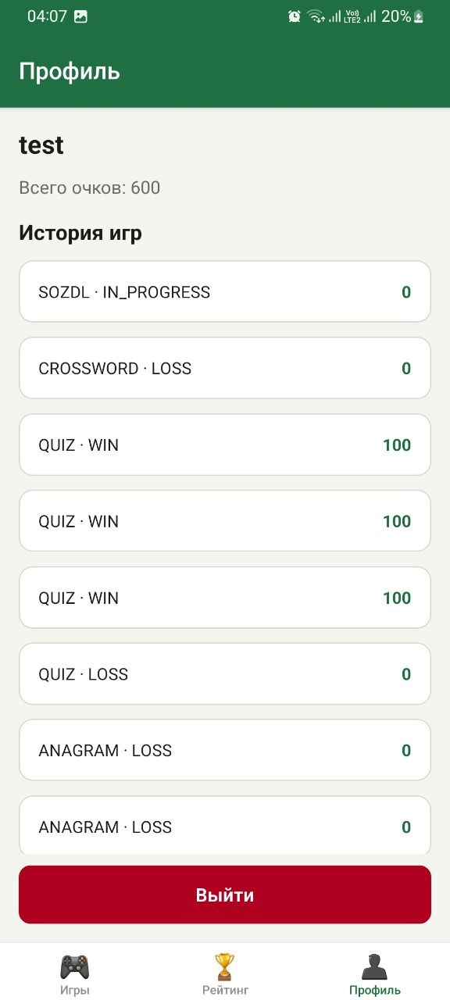 04:07
Vo))
LTE2
20%
Профиль
test
Всего очков: 600
История игр
SOZDL · IN_PROGRESS
0
CROSSWORD · LOSS
0
QUIZ · WIN
100
QUIZ · WIN
100
QUIZ · WIN
100
QUIZ · LOSS
0
ANAGRAM · LOSS
0
ANAGRAM · LOSS
0
Выйти
Игры
Рейтинг
Профиль